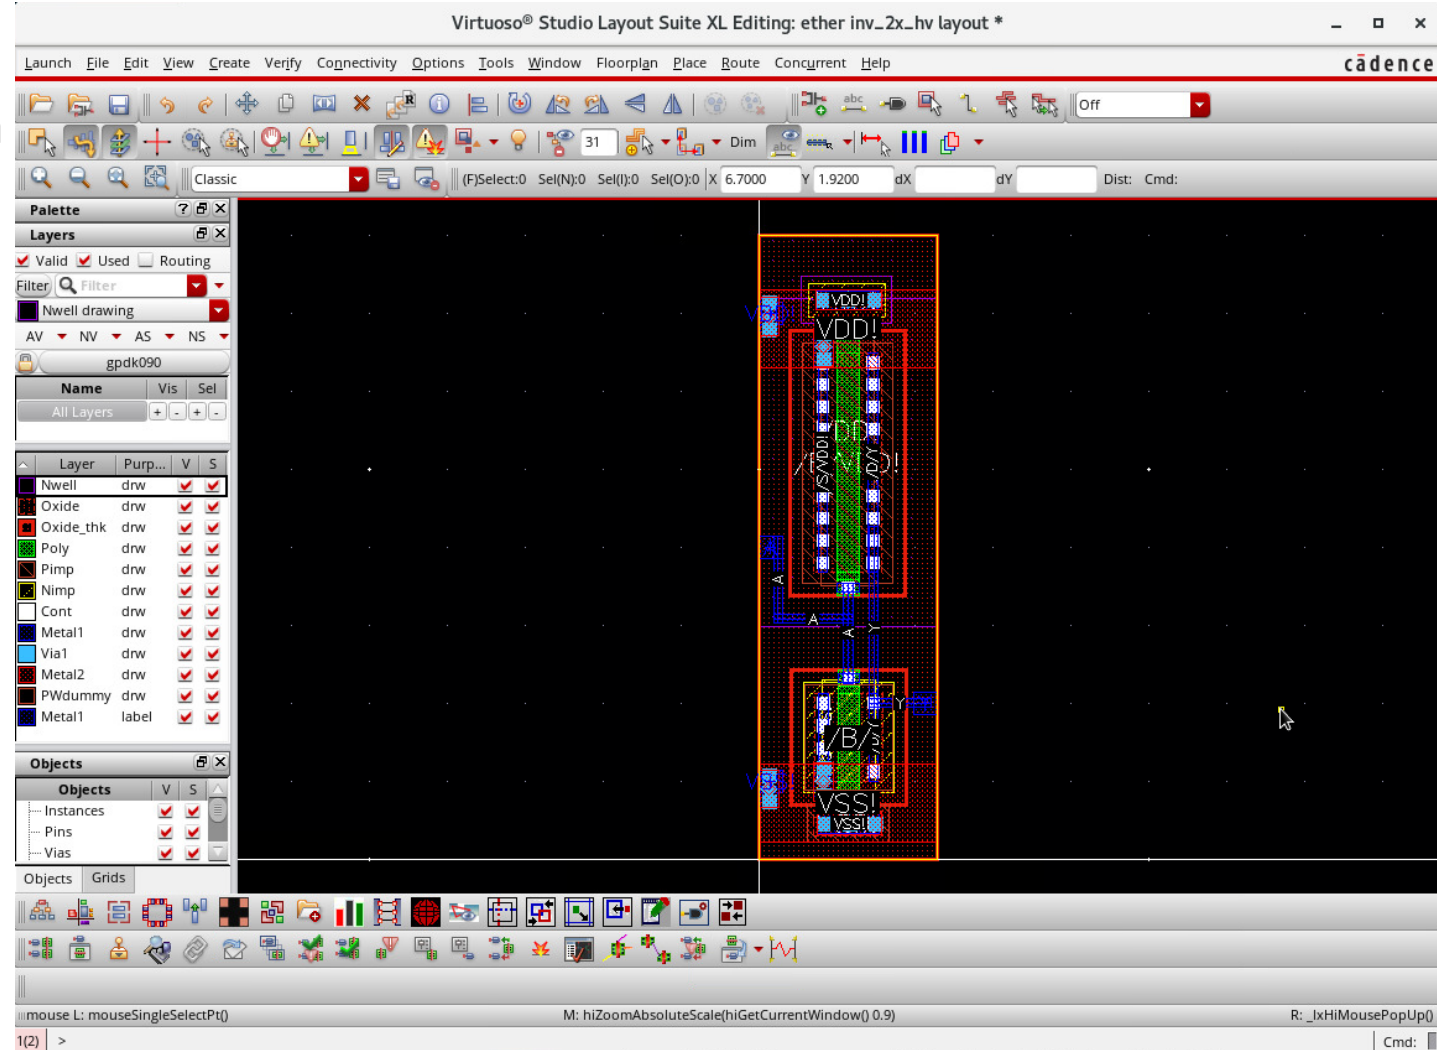 Virtuoso® Studio Layout Suite XL Editing: ether inv_2x_hv layout *
Launch File Edit View Create Verify Connectivity Options Tools Window Floorplan Place Route Concurrent Help
cādence
abc
Off
31
Dim
abc
Classic
(F)Select:0 Sel(N):0 Sel(I):0 Sel(O):0 X 6.7000 Y 1.9200 dX dY Dist: Cmd:
Palette
Layers
Valid Used Routing
Filter Filter
Nwell drawing
AV NV AS NS
gpdk090
Name Vis Sel
All Layers + - + -
Layer Purp... V S
Nwell drw
Oxide drw
Oxide_thk drw
Poly drw
Pimp drw
Nimp drw
Cont drw
Metal1 drw
Via1 drw
Metal2 drw
PWdummy drw
Metal1 label
Objects
Objects V S
Instances
Pins
Vias
Objects Grids
VDD!
VDD!
/S/VDD!
/D/Y
A
A
A
Y
Y
/B/
VSS!
VSS!
mouse L: mouseSingleSelectPt()
M: hiZoomAbsoluteScale(hiGetCurrentWindow() 0.9)
R: _lxHiMousePopUp()
1(2) >
Cmd: